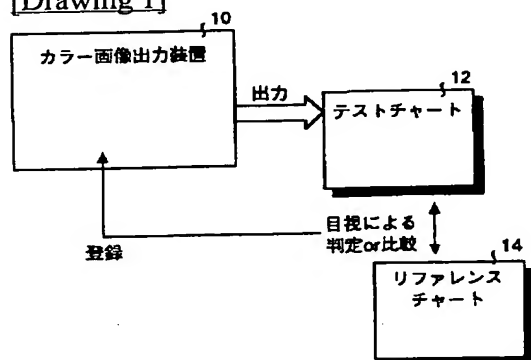 [Drawing 1]
10
カラー画像出力装置
12
出力
テストチャート
目視による
判定or比較
登録
14
リファレンス
チャート